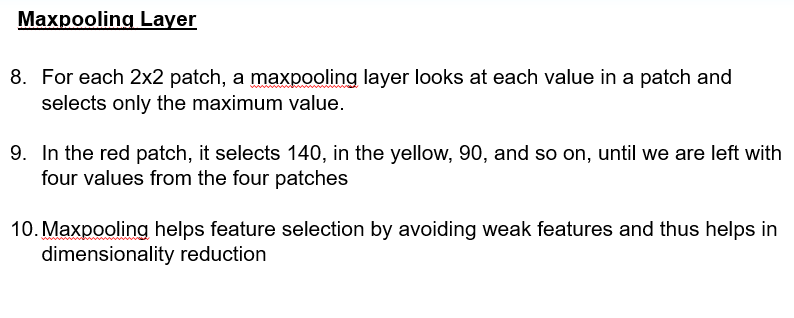 Maxpooling Layer
8. For each 2x2 patch, a maxpooling layer looks at each value in a patch and
selects only the maximum value.
9. In the red patch, it selects 140, in the yellow, 90, and so on, until we are left with
four values from the four patches
10. Maxpooling helps feature selection by avoiding weak features and thus helps in
dimensionality reduction